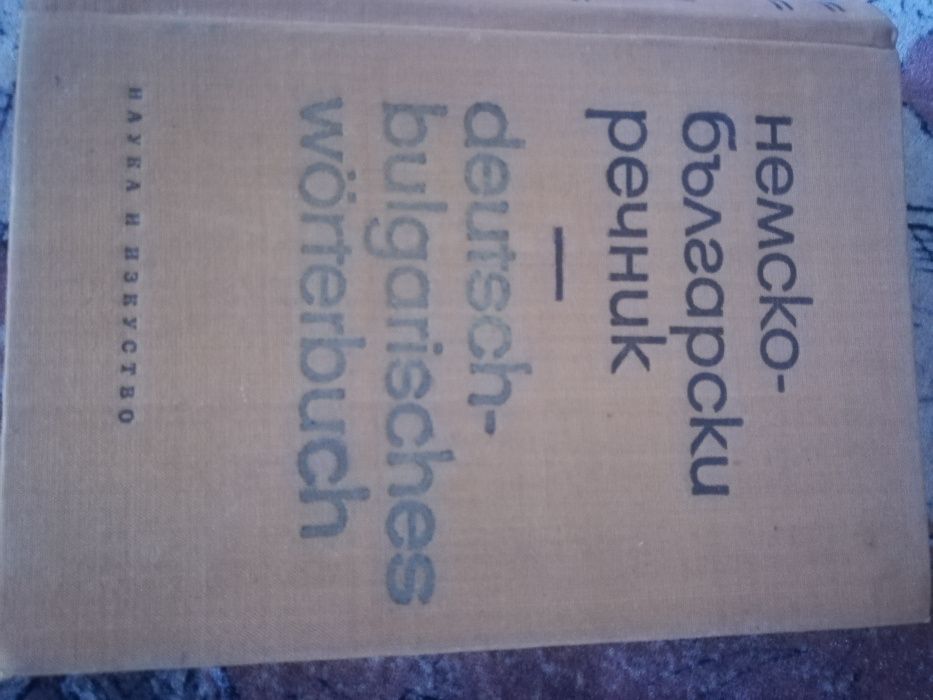 немско-
български
речник
deutsch-
bulgarisches
wörterbuch
НАУКА И ИЗКУСТВО